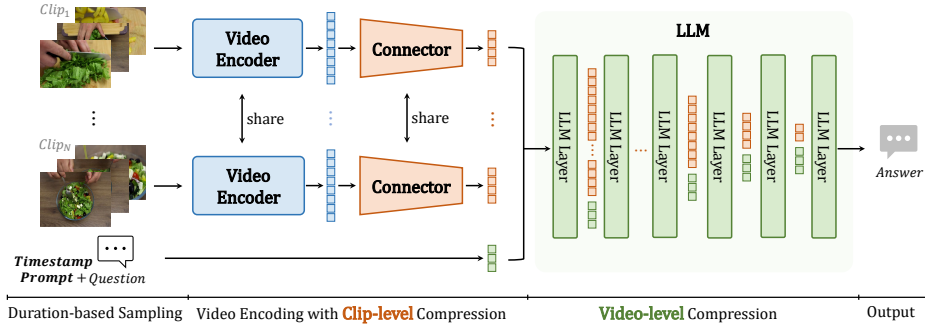 Clip1
Video
Encoder
Connector
LLM
LLM Layer
LLM Layer
LLM Layer
LLM Layer
LLM Layer
LLM Layer
share
share
ClipN
Video
Encoder
Connector
Answer
Timestamp
Prompt + Question
Duration-based Sampling
Video Encoding with Clip-level Compression
Video-level Compression
Output